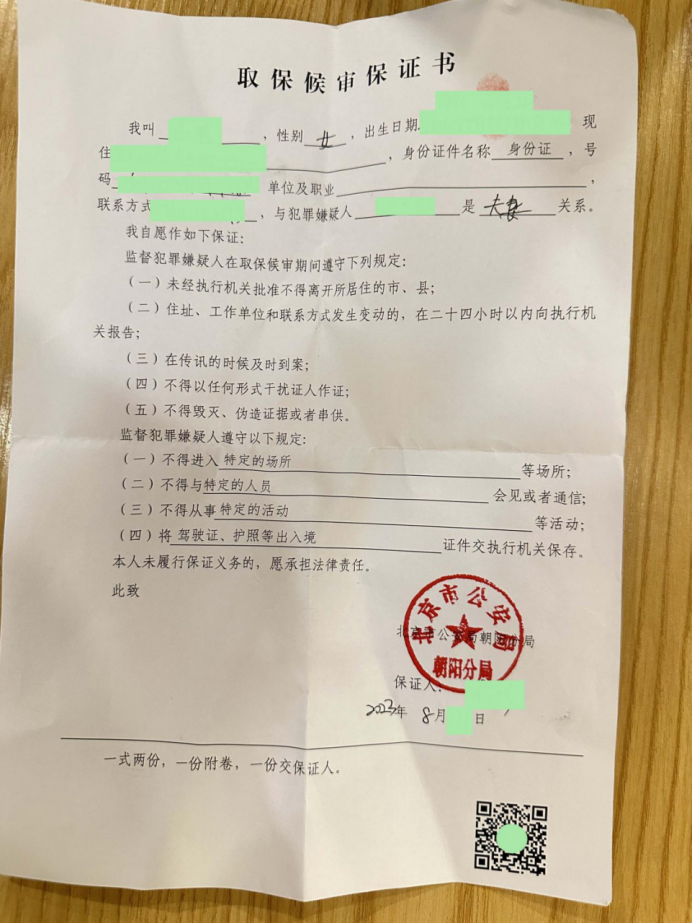 取保候审保证书
我叫，性别 女，出生日期 现
住，身份证件名称 身份证，号
码 单位及职业，
联系方式，与犯罪嫌疑人 是 夫妻 关系。
我自愿作如下保证：
监督犯罪嫌疑人在取保候审期间遵守下列规定：
（一）未经执行机关批准不得离开所居住的市、县；
（二）住址、工作单位和联系方式发生变动的，在二十四小时以内向执行机
关报告；
（三）在传讯的时候及时到案；
（四）不得以任何形式干扰证人作证；
（五）不得毁灭、伪造证据或者串供。
监督犯罪嫌疑人遵守以下规定：
（一）不得进入 特定的场所 等场所；
（二）不得与特定的人员 会见或者通信；
（三）不得从事 特定的活动 等活动；
（四）将 驾驶证、护照等出入境 证件交执行机关保存。
本人未履行保证义务的，愿承担法律责任。
此致
北京市公安局朝阳分局
北京市公安局
朝阳分局
保证人：
2023年 8月 日
一式两份，一份附卷，一份交保证人。